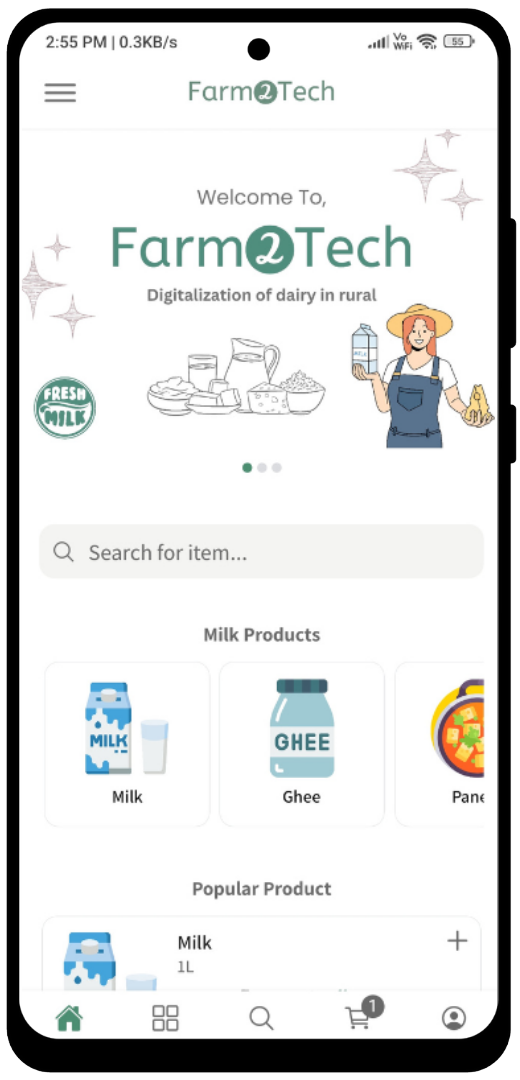 2:55 PM | 0.3KB/s
Vo
WiFi
55
Farm2Tech
Welcome To,
Farm2Tech
Digitalization of dairy in rural
MILK
FRESH
MILK
Search for item...
Milk Products
MILK
GHEE
Milk
Ghee
Pane
Popular Product
Milk
1L
1